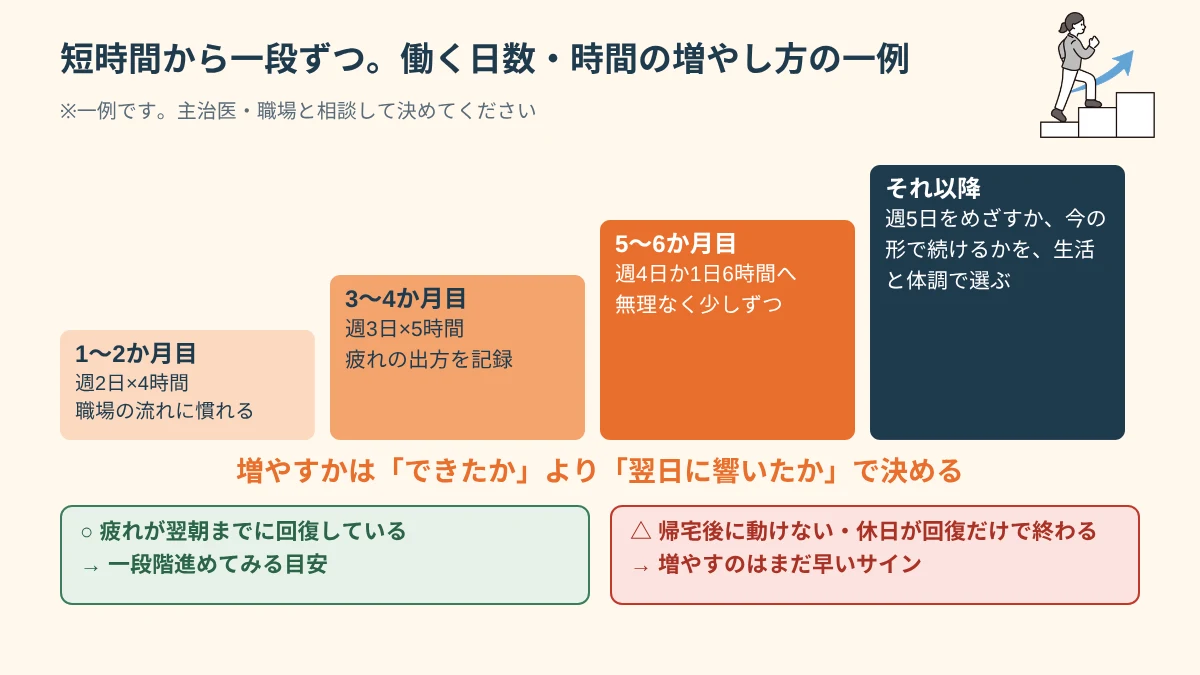 短時間から一段ずつ。働く日数・時間の増やし方の一例
※一例です。主治医・職場と相談して決めてください
1〜2か月目
週2日×4時間
職場の流れに慣れる
3〜4か月目
週3日×5時間
疲れの出方を記録
5〜6か月目
週4日か1日6時間へ
無理なく少しずつ
それ以降
週5日をめざすか、今の
形で続けるかを、生活
と体調で選ぶ
増やすかは「できたか」より「翌日に響いたか」で決める
○ 疲れが翌朝までに回復している
→ 一段階進めてみる目安
△ 帰宅後に動けない・休日が回復だけで終わる
→ 増やすのはまだ早いサイン